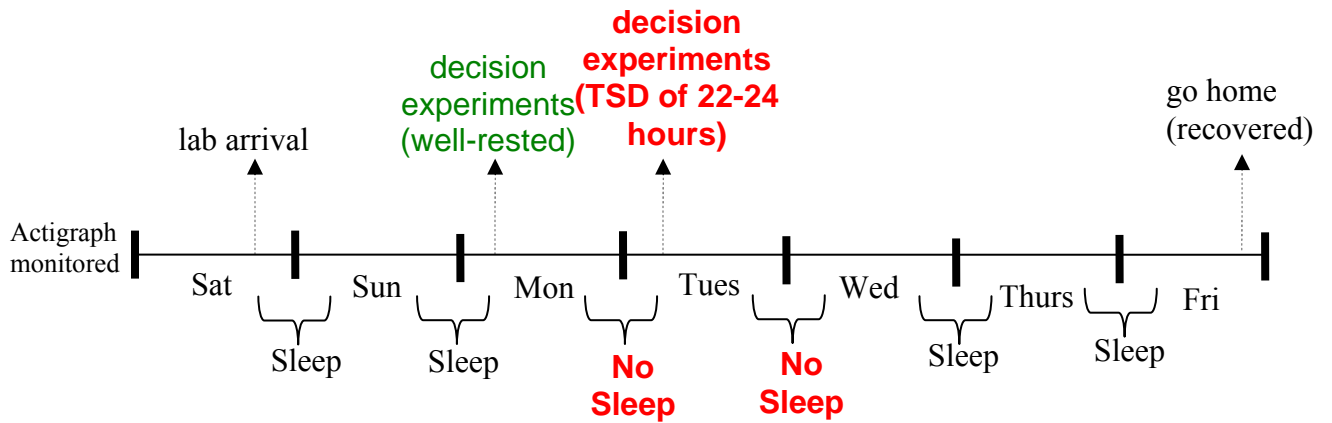 decision
experiments
(TSD of 22-24
hours)
decision
experiments
(well-rested)
go home
(recovered)
lab arrival
Actigraph
monitored
Sat
Sun
Mon
Tues
Wed
Thurs
Fri
Sleep
Sleep
No
Sleep
No
Sleep
Sleep
Sleep